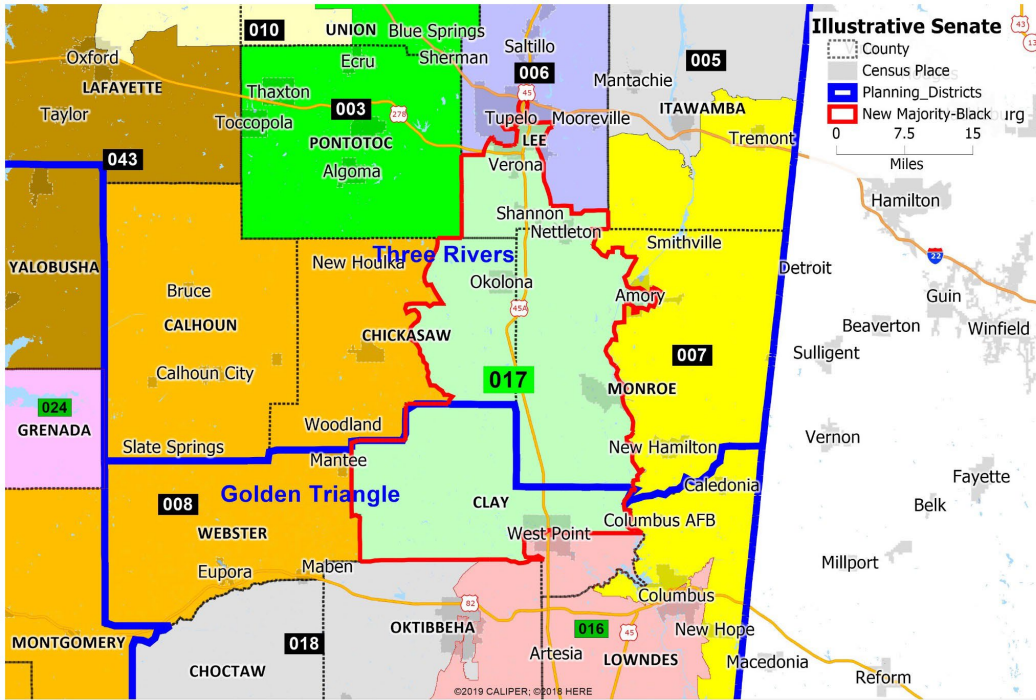 010
UNION
Blue Springs
Saltillo
43
13
Illustrative Senate
County
Census Place
Planning_Districts
New Majority-Black
0 7.5 15
Miles
Oxford
LAFAYETTE
Taylor
Ecru
Sherman
006
45
Mantachie
005
Thaxton
003
278
Toccopola
PONTOTOC
Algoma
Tupelo
Mooreville
LEE
Verona
ITAWAMBA
Tremont
urg
043
Shannon
Nettleton
Hamilton
YALOBUSHA
New Houlka
Three Rivers
Smithville
Detroit
22
Bruce
CALHOUN
Okolona
45A
Amory
Guin
CHICKASAW
Beaverton
Winfield
Calhoun City
017
007
Sulligent
024
GRENADA
MONROE
Woodland
Slate Springs
Mantee
New Hamilton
Vernon
Golden Triangle
008
CLAY
Caledonia
Fayette
Belk
WEBSTER
West Point
Columbus AFB
Eupora
Maben
Millport
82
Columbus
MONTGOMERY
018
OKTIBBEHA
016
45
New Hope
CHOCTAW
Artesia
LOWNDES
Macedonia
Reform
©2019 CALIPER; ©2018 HERE